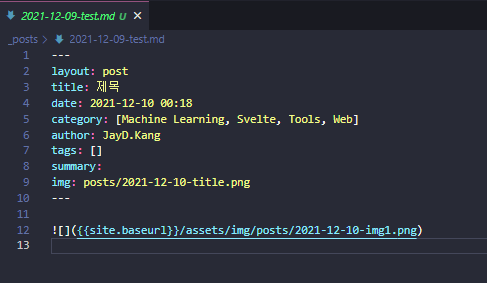 2021-12-09-test.md U ×
_posts > 2021-12-09-test.md
1 ---
2 layout: post
3 title: 제목
4 date: 2021-12-10 00:18
5 category: [Machine Learning, Svelte, Tools, Web]
6 author: JayD.Kang
7 tags: []
8 summary:
9 img: posts/2021-12-10-title.png
10 ---
11
12 ![]({{site.baseurl}}/assets/img/posts/2021-12-10-img1.png)
13